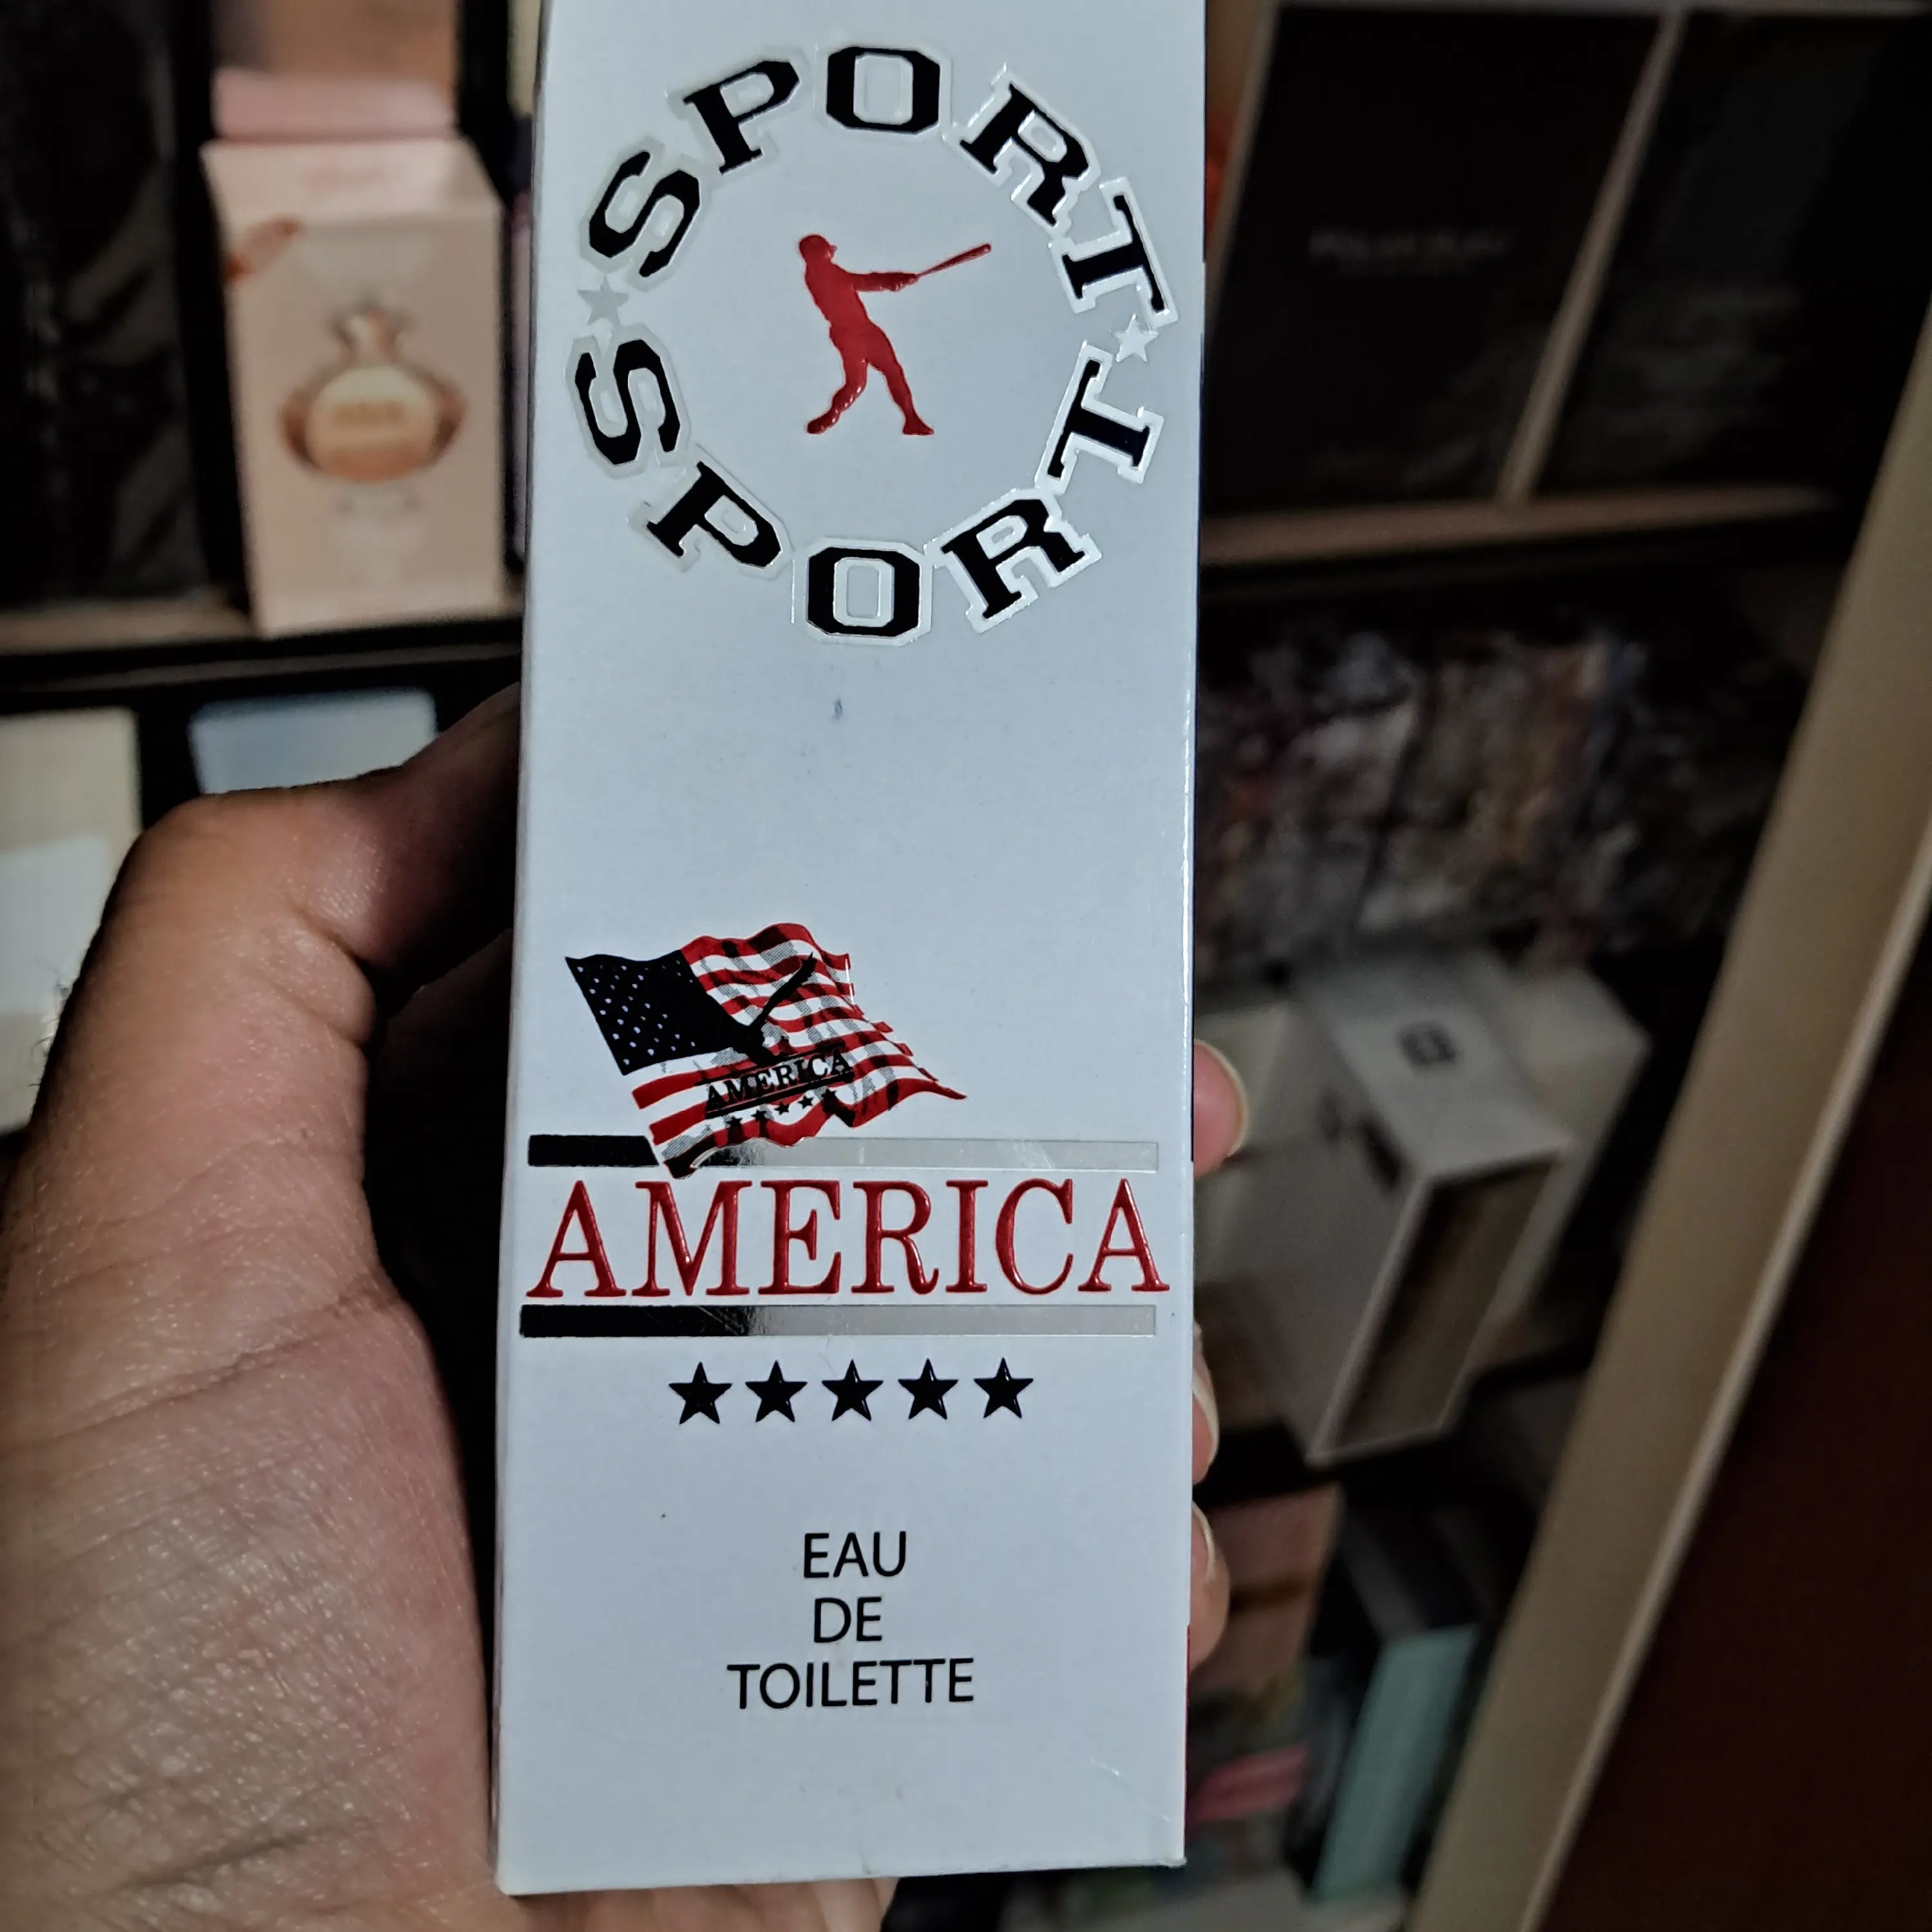 SPORT
SPORT
AMERICA
AMERICA
EAU
DE
TOILETTE